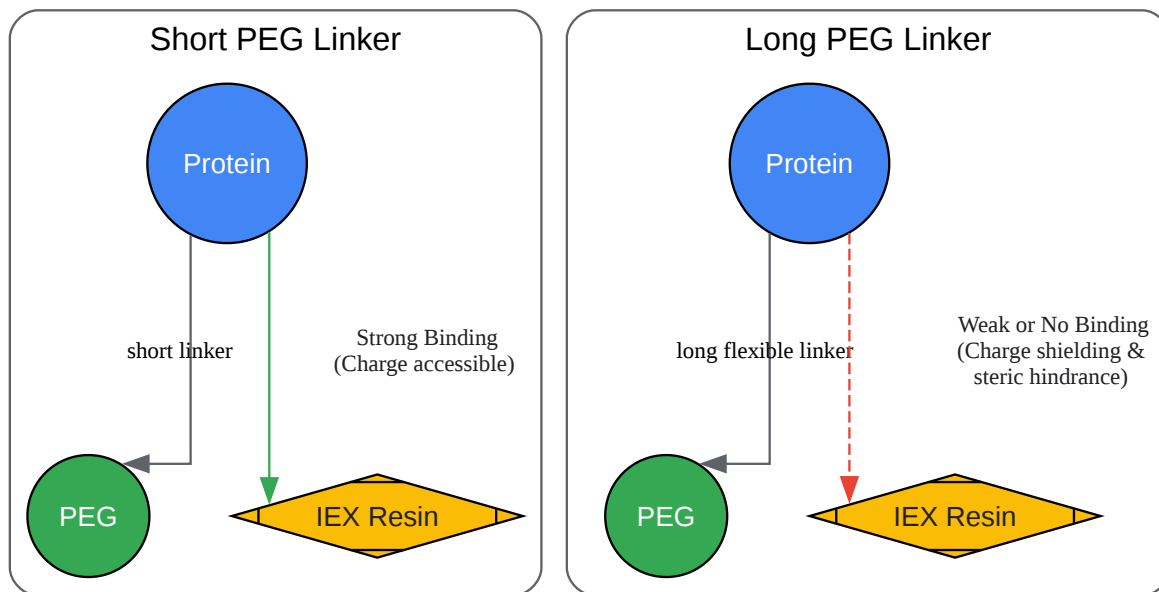 Short PEG Linker
Protein
short linker
Strong Binding
(Charge accessible)
PEG
IEX Resin
Long PEG Linker
Protein
long flexible linker
Weak or No Binding
(Charge shielding &
steric hindrance)
PEG
IEX Resin